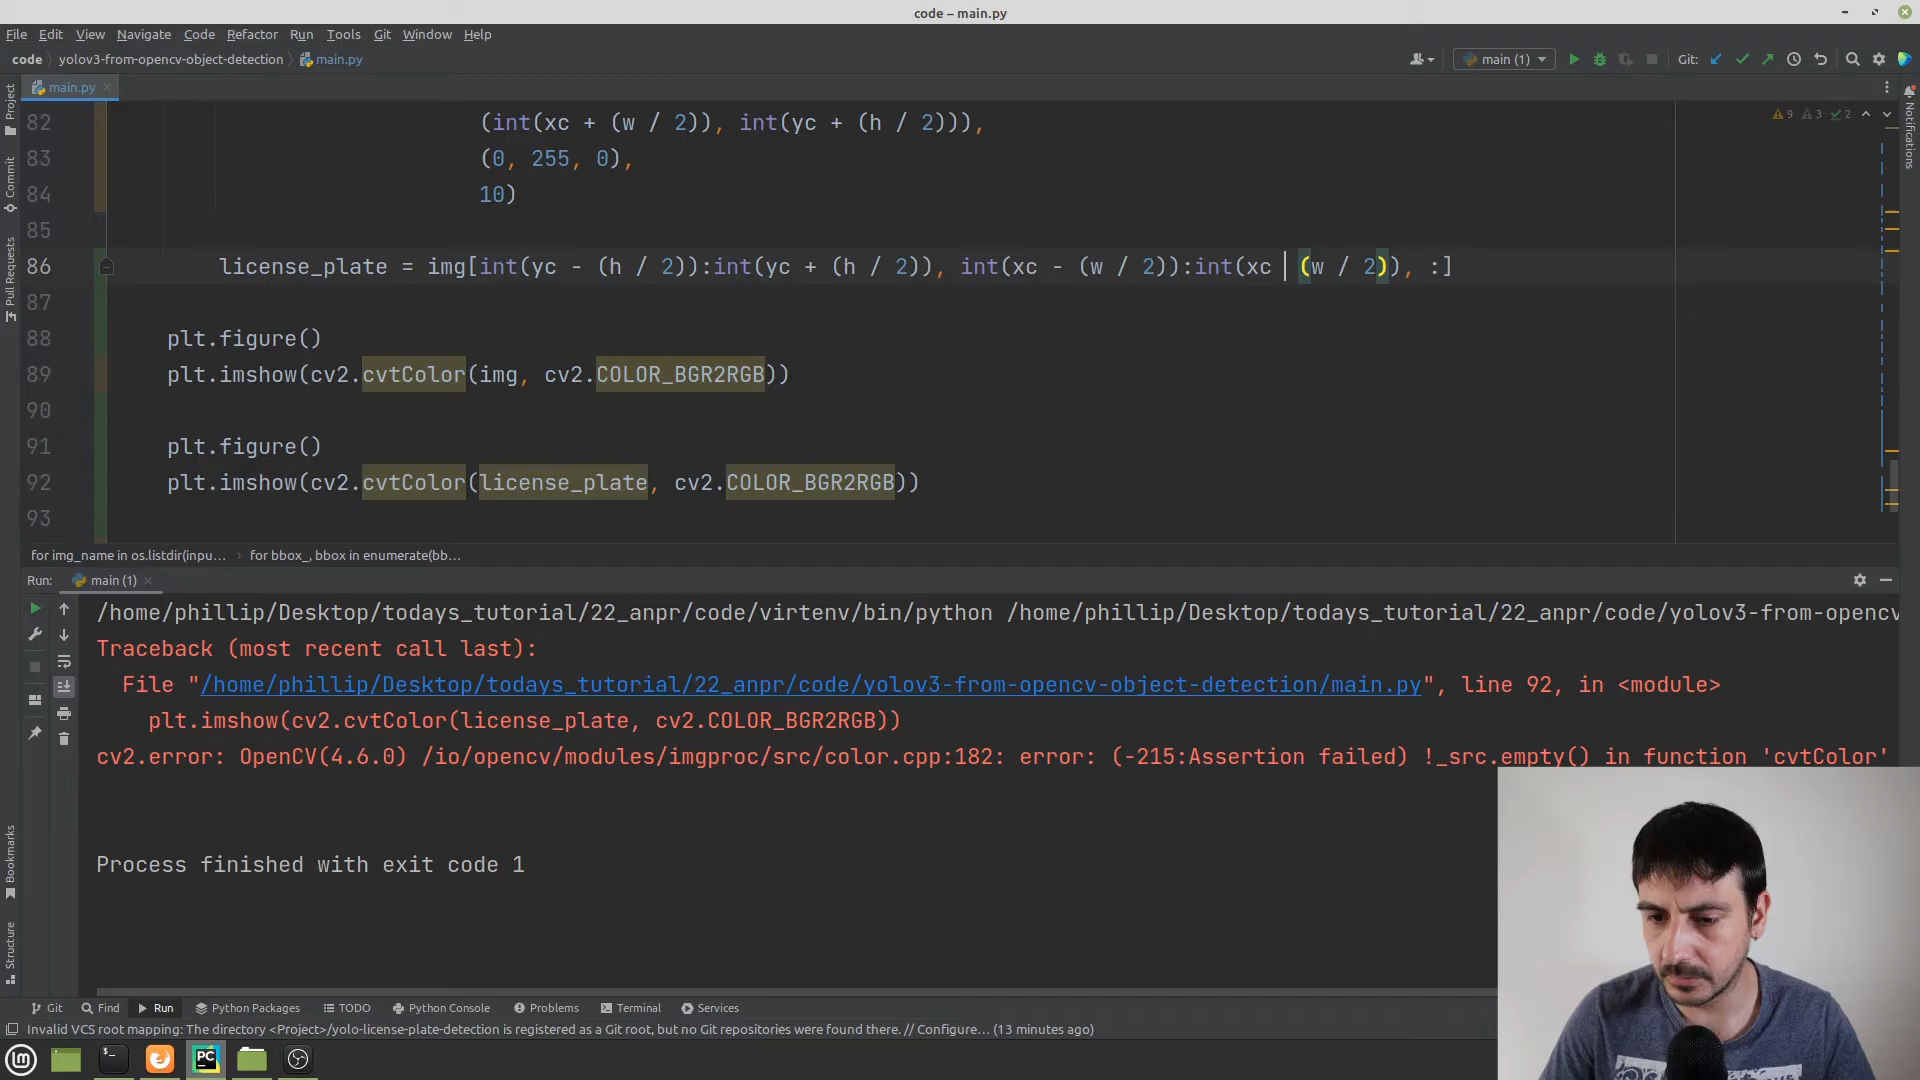 code – main.py
File Edit View Navigate Code Refactor Run Tools Git Window Help
code yolov3-from-opencv-object-detection main.py
main (1) Git:
main.py
Project
Commit
Pull Requests
Notifications
9 3 2
82 (int(xc + (w / 2)), int(yc + (h / 2))),
83 (0, 255, 0),
84 10)
85
86 license_plate = img[int(yc - (h / 2)):int(yc + (h / 2)), int(xc - (w / 2)):int(xc (w / 2)), :]
87
88 plt.figure()
89 plt.imshow(cv2.cvtColor(img, cv2.COLOR_BGR2RGB))
90
91 plt.figure()
92 plt.imshow(cv2.cvtColor(license_plate, cv2.COLOR_BGR2RGB))
93
for img_name in os.listdir(inpu… for bbox_, bbox in enumerate(bb…
Run: main (1)
/home/phillip/Desktop/todays_tutorial/22_anpr/code/virtenv/bin/python /home/phillip/Desktop/todays_tutorial/22_anpr/code/yolov3-from-opencv
Traceback (most recent call last):
File "/home/phillip/Desktop/todays_tutorial/22_anpr/code/yolov3-from-opencv-object-detection/main.py", line 92, in <module>
plt.imshow(cv2.cvtColor(license_plate, cv2.COLOR_BGR2RGB))
cv2.error: OpenCV(4.6.0) /io/opencv/modules/imgproc/src/color.cpp:182: error: (-215:Assertion failed) !_src.empty() in function 'cvtColor'
Process finished with exit code 1
Bookmarks
Structure
Git Find Run Python Packages TODO Python Console Problems Terminal Services
Invalid VCS root mapping: The directory <Project>/yolo-license-plate-detection is registered as a Git root, but no Git repositories were found there. // Configure… (13 minutes ago)
PC